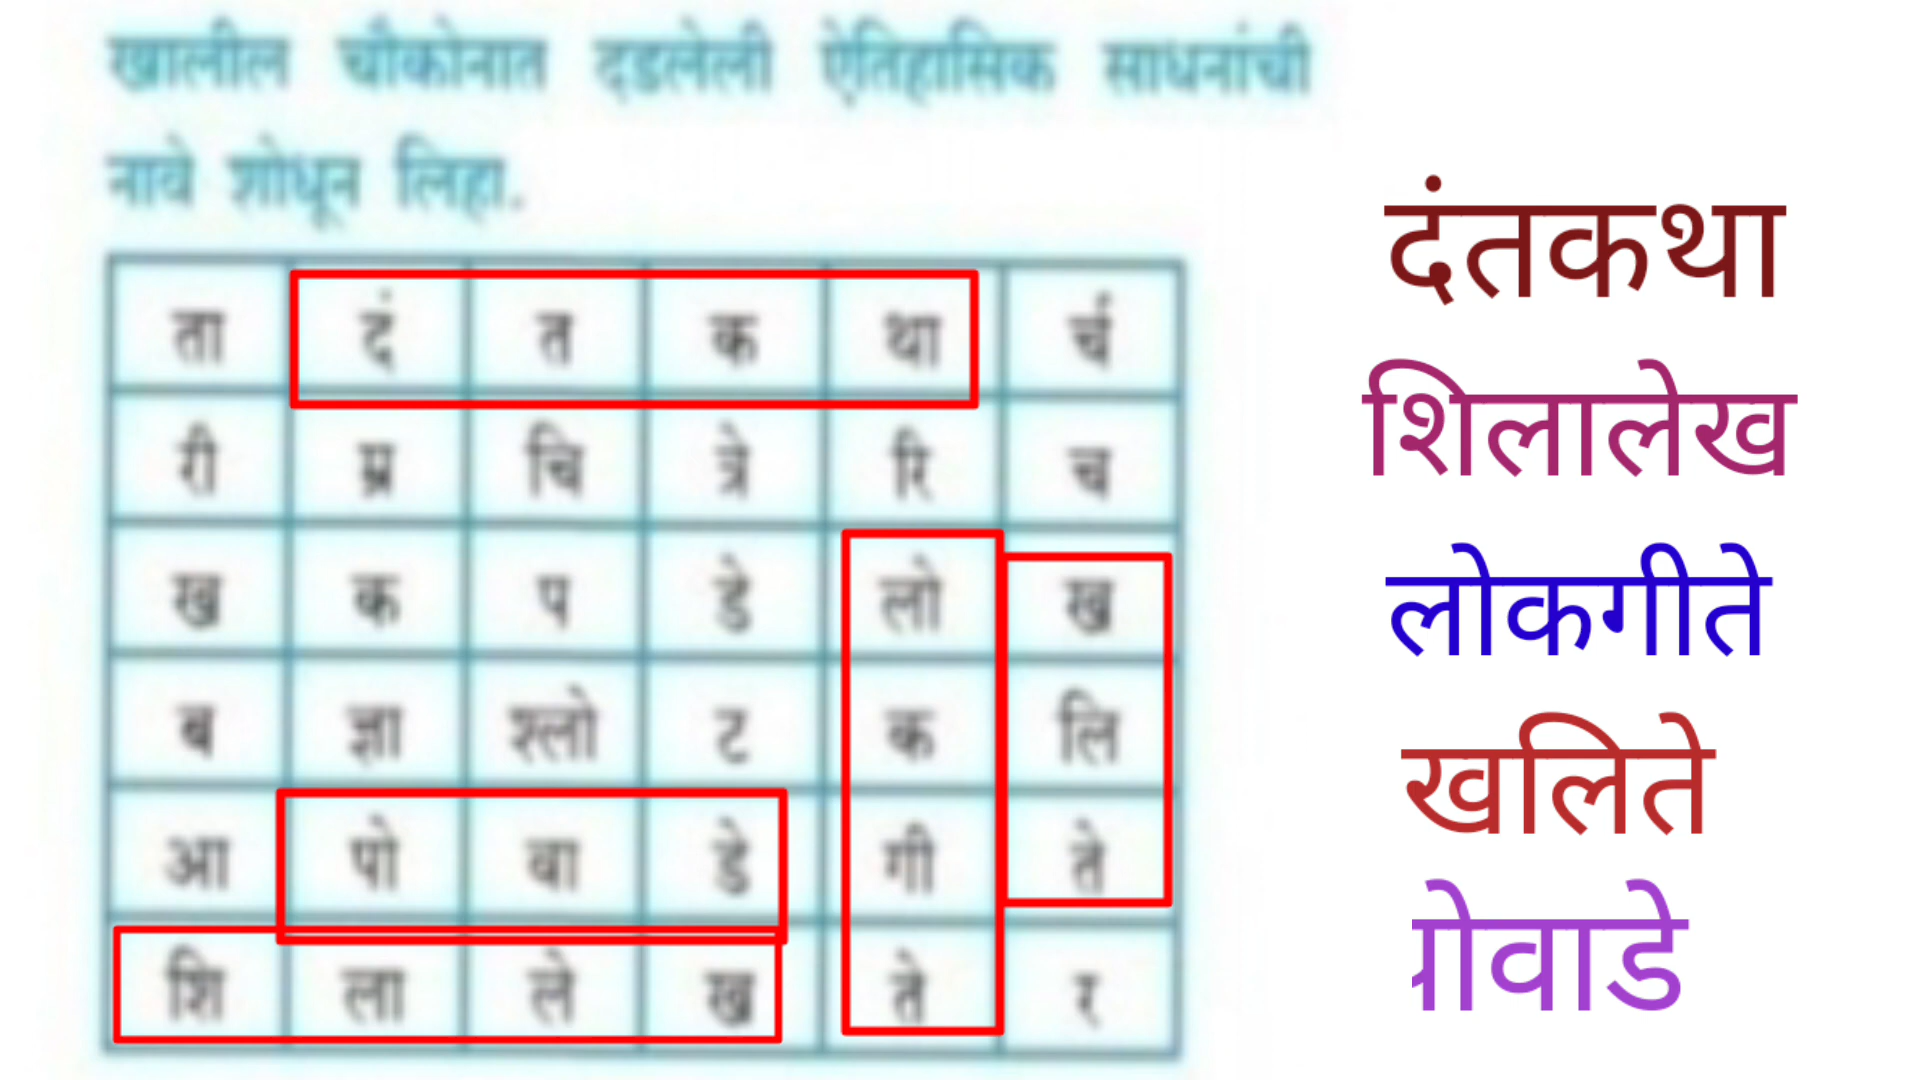 खालील चौकोनात दडलेली ऐतिहासिक साधनांची
नावे शोधून लिहा.
ता दं त क था र्च
री म्र चि त्रे रि च
ख क प डे लो ख
ब ज्ञा श्लो ट क लि
आ पो वा डे गी ते
शि ला ले ख ते र
दंतकथा
शिलालेख
लोकगीते
खलिते
पोवाडे